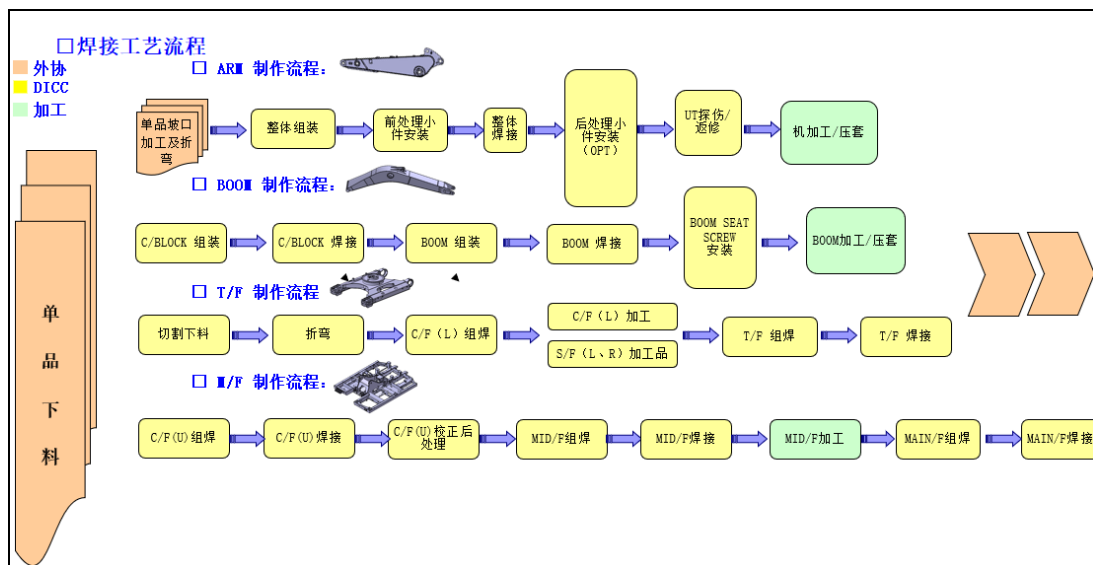 □焊接工艺流程
外协
DICC
加工
□ ARM 制作流程：
单品坡口
加工及折
弯
整体组装
前处理小
件安装
整体
焊接
后处理小
件安装
（OPT）
UT探伤/
返修
机加工/压套
□ BOOM 制作流程：
C/BLOCK 组装
C/BLOCK 焊接
BOOM 组装
BOOM 焊接
BOOM SEAT
SCREW
安装
BOOM加工/压套
□ T/F 制作流程
切割下料
折弯
C/F（L）组焊
C/F（L）加工
S/F（L、R）加工品
T/F 组焊
T/F 焊接
□ M/F 制作流程：
C/F(U)组焊
C/F(U)焊接
C/F(U)校正后
处理
MID/F组焊
MID/F焊接
MID/F加工
MAIN/F组焊
MAIN/F焊接
单
品
下
料